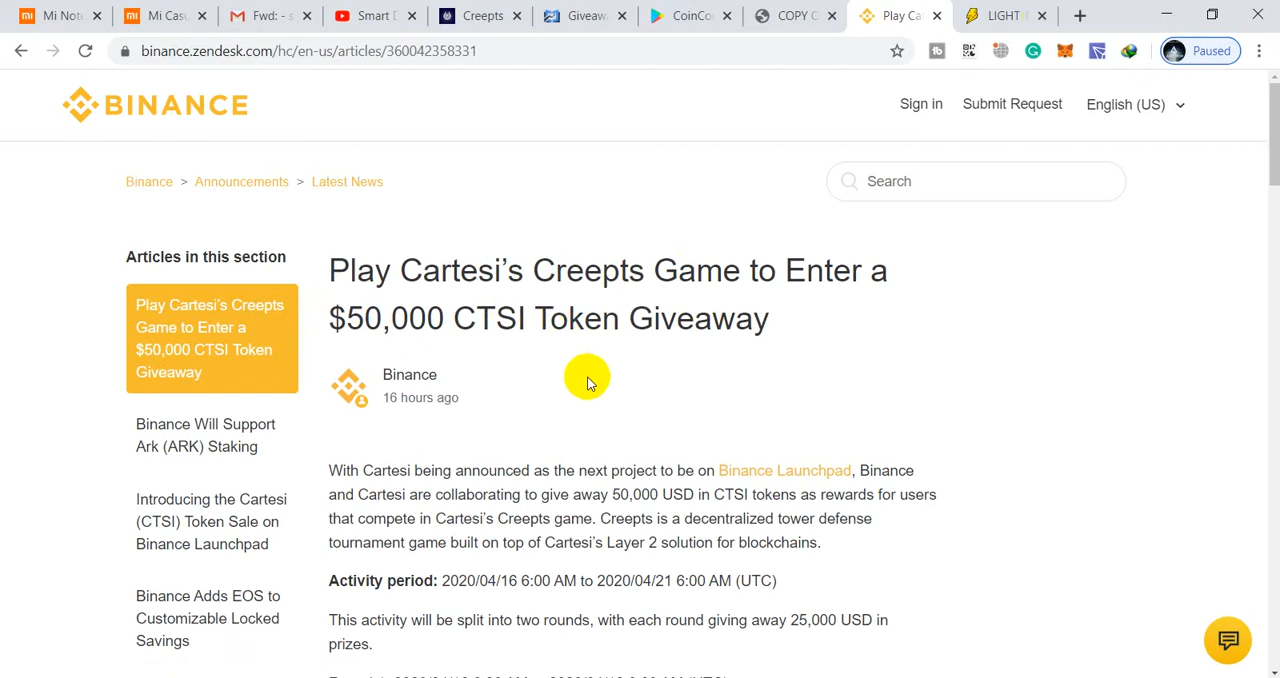 Mi Note
Mi Casu
Fwd: - s
Smart D
Creepts
Giveaw
CoinCo
COPY C
Play Ca
LIGHT
binance.zendesk.com/hc/en-us/articles/360042358331
Paused
BINANCE
Sign in
Submit Request
English (US)
Binance > Announcements > Latest News
Search
Articles in this section
Play Cartesi’s Creepts
Game to Enter a
$50,000 CTSI Token
Giveaway
Binance Will Support
Ark (ARK) Staking
Introducing the Cartesi
(CTSI) Token Sale on
Binance Launchpad
Binance Adds EOS to
Customizable Locked
Savings
Play Cartesi’s Creepts Game to Enter a
$50,000 CTSI Token Giveaway
Binance
16 hours ago
With Cartesi being announced as the next project to be on Binance Launchpad, Binance
and Cartesi are collaborating to give away 50,000 USD in CTSI tokens as rewards for users
that compete in Cartesi’s Creepts game. Creepts is a decentralized tower defense
tournament game built on top of Cartesi’s Layer 2 solution for blockchains.
Activity period: 2020/04/16 6:00 AM to 2020/04/21 6:00 AM (UTC)
This activity will be split into two rounds, with each round giving away 25,000 USD in
prizes.